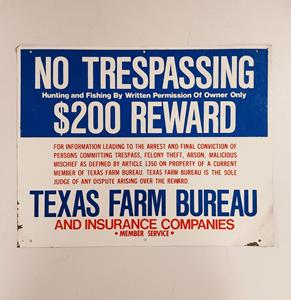 NO TRESPASSING
Hunting and Fishing By Written Permission Of Owner Only
$200 REWARD
FOR INFORMATION LEADING TO THE ARREST AND FINAL CONVICTION OF
PERSONS COMMITTING TRESPASS, FELONY THEFT, ARSON, MALICIOUS
MISCHIEF AS DEFINED BY ARTICLE 1350 ON PROPERTY OF A CURRENT
MEMBER OF TEXAS FARM BUREAU. TEXAS FARM BUREAU IS THE SOLE
JUDGE OF ANY DISPUTE ARISING OVER THE REWARD.
TEXAS FARM BUREAU
AND INSURANCE COMPANIES
• MEMBER SERVICE •